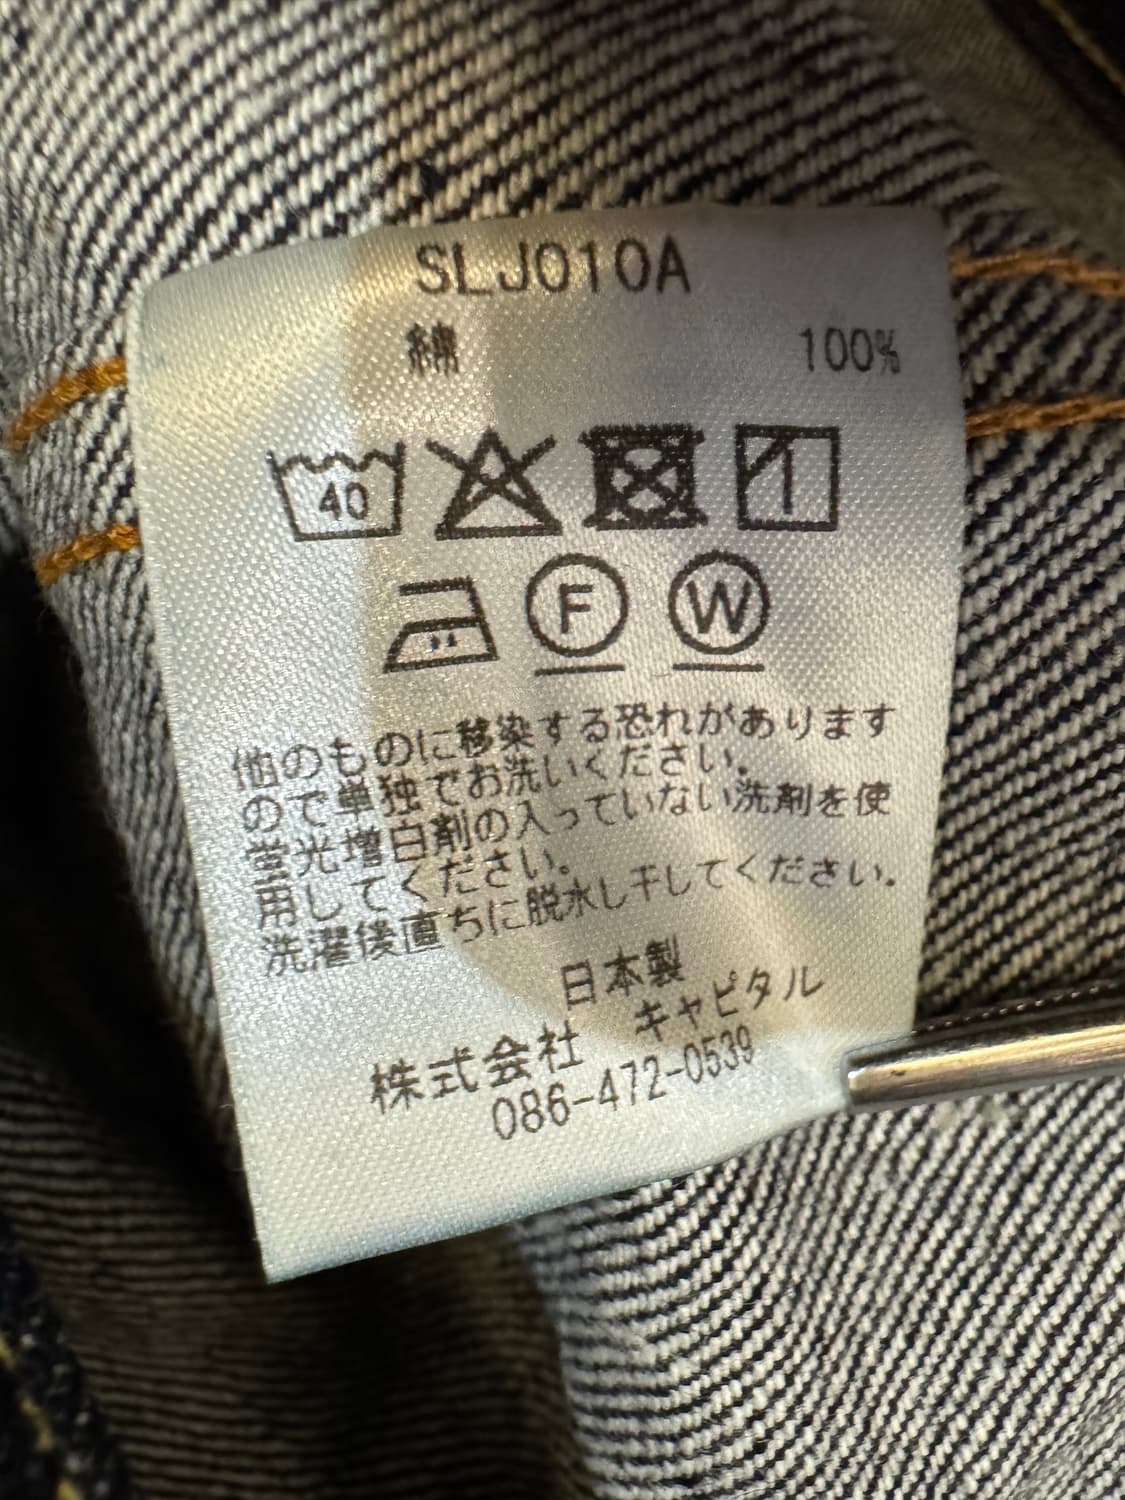 SLJ010A
綿 100%
40
F W
他のものに移染する恐れがあります
ので単独でお洗いください。
蛍光増白剤の入っていない洗剤を使
用してください。
洗濯後直ちに脱水し干してください。
日本製
株式会社 キャピタル
086-472-0539